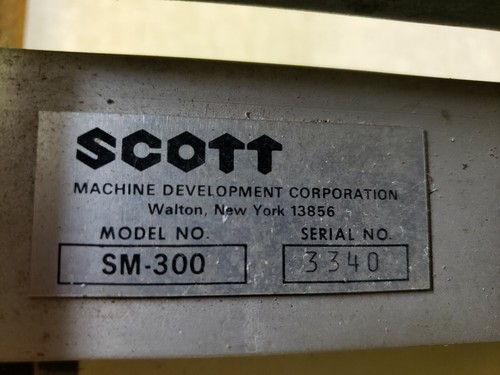 SCOTT
MACHINE DEVELOPMENT CORPORATION
Walton, New York 13856
MODEL NO. SERIAL NO.
SM-300 3340